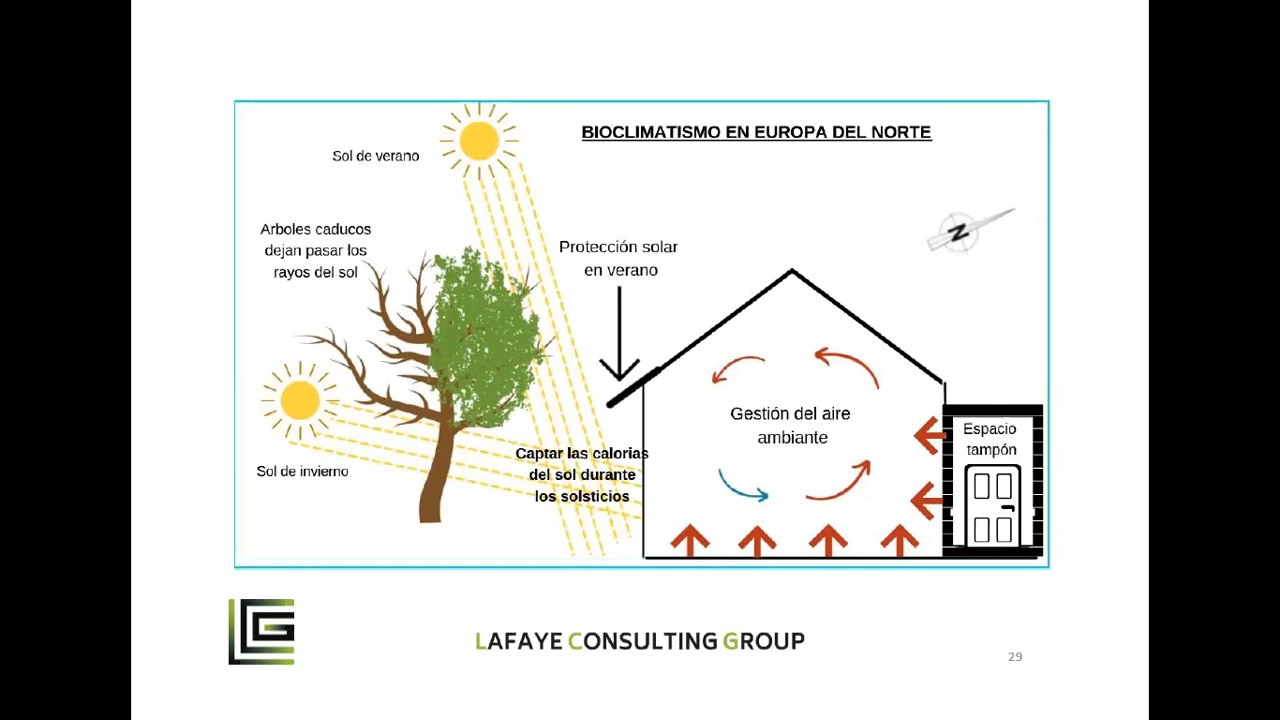 BIOCLIMATISMO EN EUROPA DEL NORTE
Sol de verano
Arboles caducos
dejan pasar los
rayos del sol
Protección solar
en verano
N
Gestión del aire
ambiante
Espacio
tampón
Captar las calorias
del sol durante
los solsticios
Sol de invierno
LCG
LAFAYE CONSULTING GROUP
29